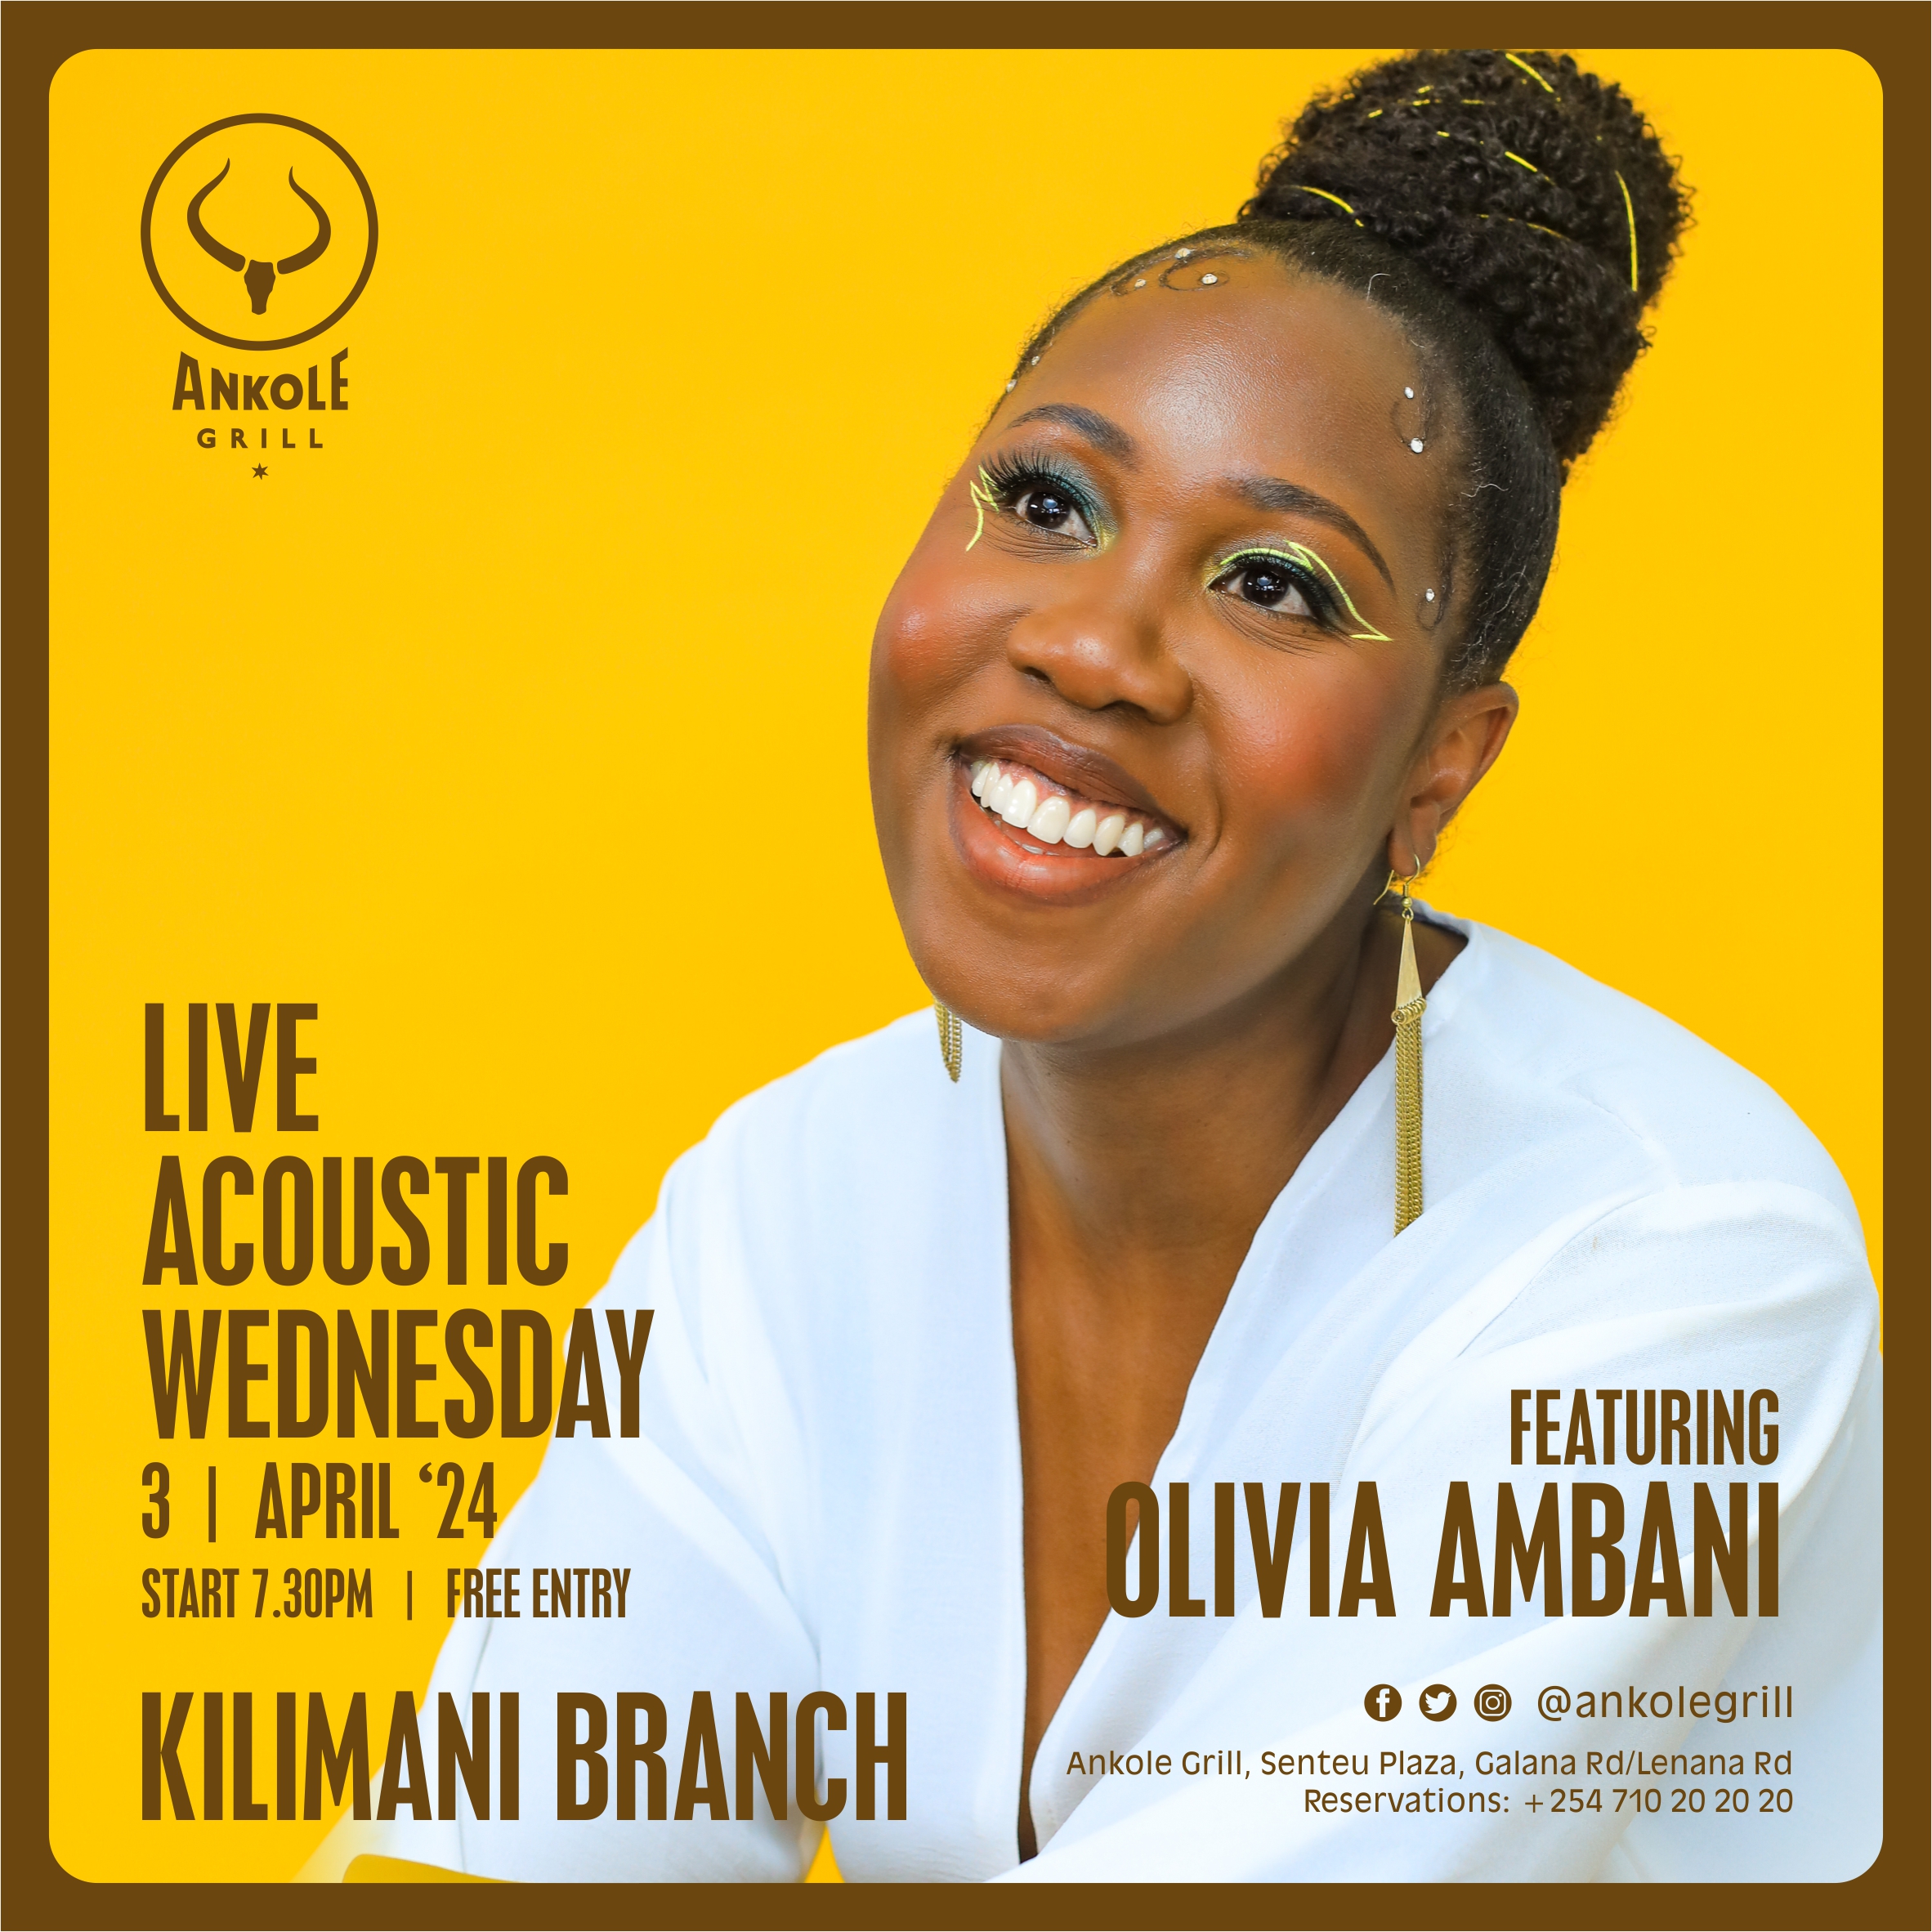 ANKOLE
GRILL
LIVE
ACOUSTIC
WEDNESDAY
3 | APRIL ‘24
START 7.30PM | FREE ENTRY
KILIMANI BRANCH
FEATURING
OLIVIA AMBANI
@ankolegrill
Ankole Grill, Senteu Plaza, Galana Rd/Lenana Rd
Reservations: +254 710 20 20 20